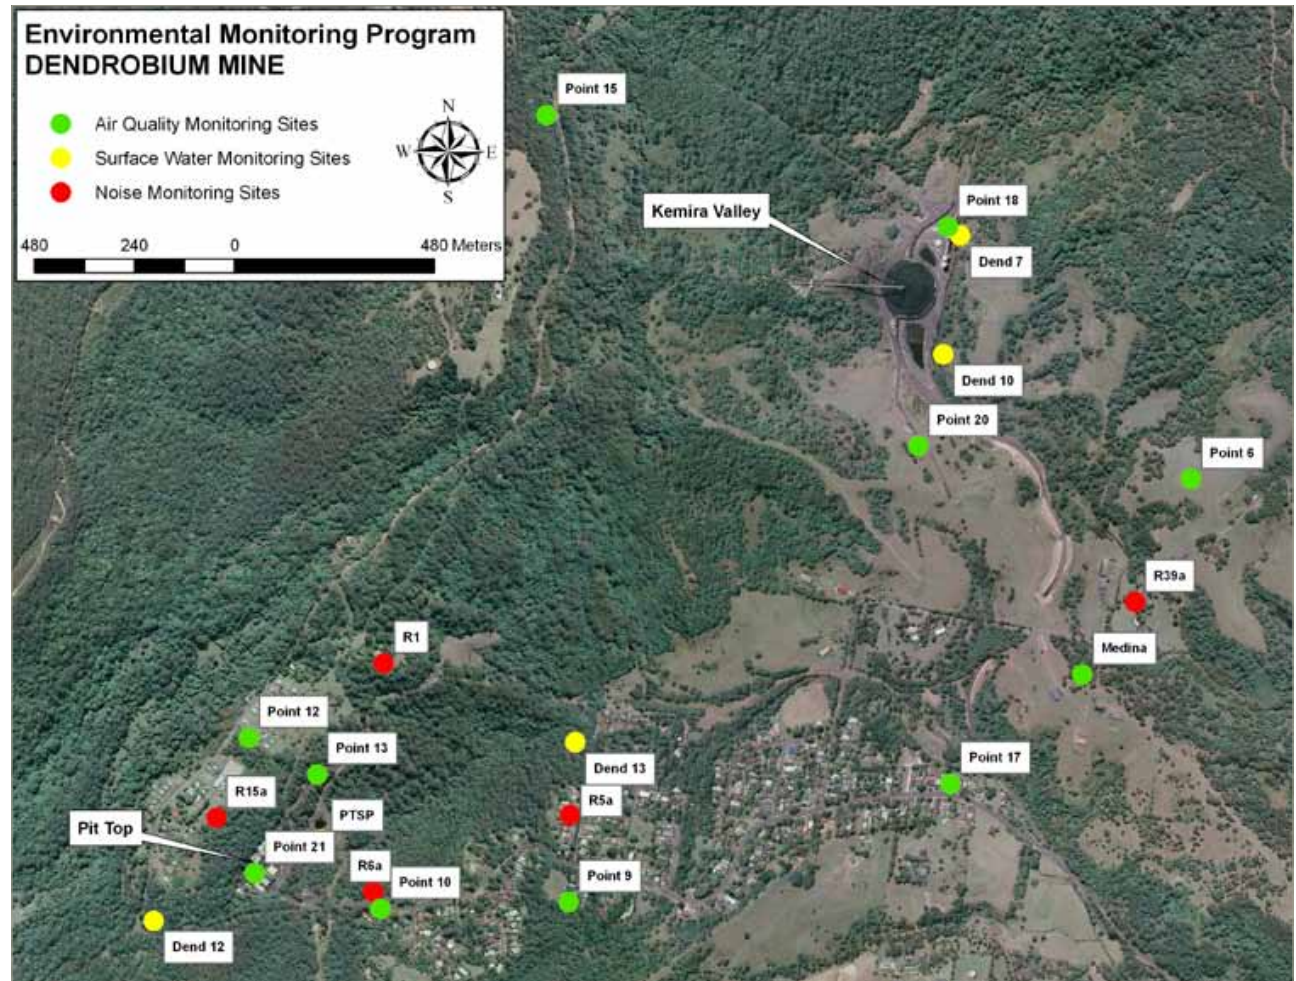 Environmental Monitoring Program
DENDROBIUM MINE
Air Quality Monitoring Sites
Surface Water Monitoring Sites
Noise Monitoring Sites
N
W E
S
480 240 0 480 Meters
Point 15
Kemira Valley
Point 18
Dend 7
Dend 10
Point 20
Point 6
R39a
R1
Medina
Point 12
Point 13
Dend 13
Point 17
R15a
R5a
PTSP
Pit Top
Point 21
R6a
Point 10
Point 9
Dend 12